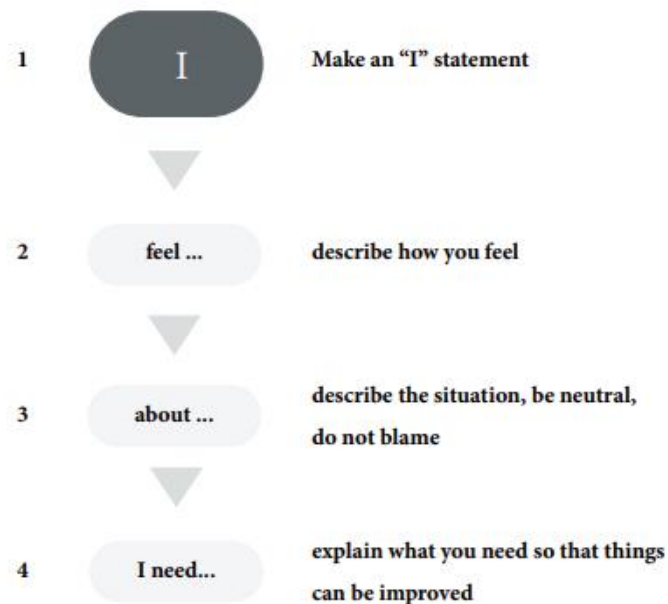 1 I Make an “I” statement
2 feel ... describe how you feel
3 about ... describe the situation, be neutral,
do not blame
4 I need... explain what you need so that things
can be improved